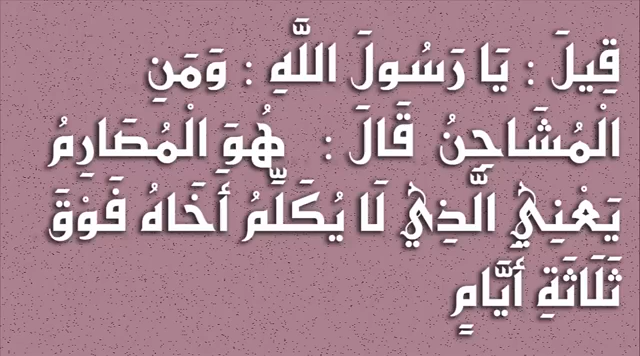 قِيلَ : يَا رَسُولَ اللَّهِ : وَمَنِ
الْمُشَاحِنُ قَالَ : هُوَ الْمُصَارِمُ
يَعْنِي الَّذِي لَا يُكَلِّمُ أَخَاهُ فَوْقَ
ثَلَاثَةِ أَيَّامٍ